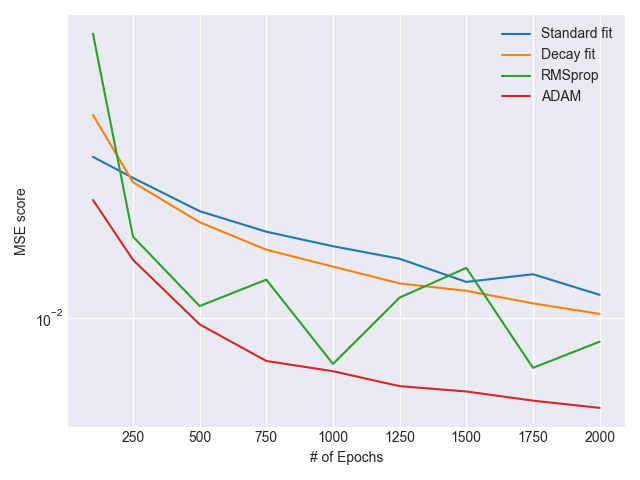 Standard fit
Decay fit
RMSprop
ADAM
MSE score
10⁻²
250 500 750 1000 1250 1500 1750 2000
# of Epochs